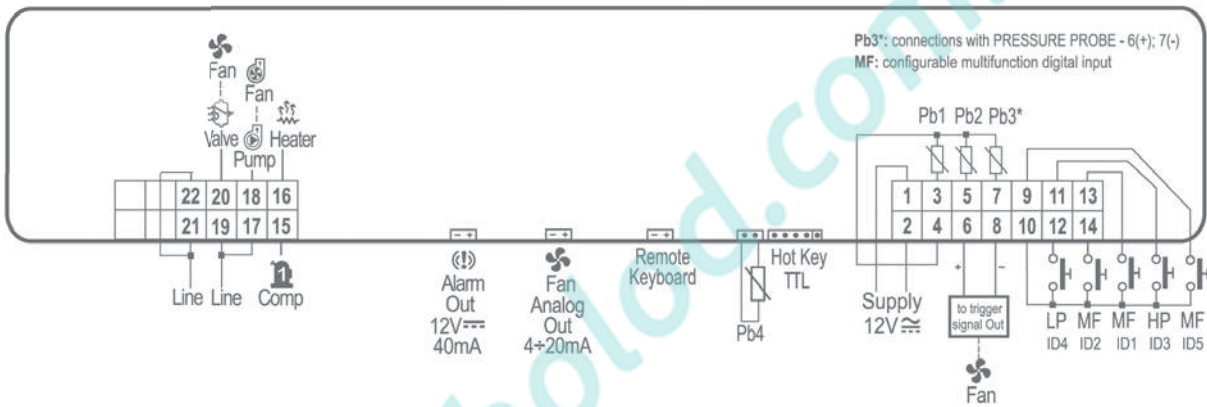 Pb3*: connections with PRESSURE PROBE - 6(+); 7(-)
MF: configurable multifunction digital input
Fan
Fan
Valve
Heater
Pump
Pb1 Pb2 Pb3*
22 20 18 16
21 19 17 15
1 3 5 7 9 11 13
2 4 6 8 10 12 14
Line Line
1
Comp
- +
(!)
Alarm
Out
12V
40mA
- +
Fan
Analog
Out
4÷20mA
- +
Remote
Keyboard
Pb4
Hot Key
TTL
Supply
12V
+ -
to trigger
signal Out
Fan
LP MF MF HP MF
ID4 ID2 ID1 ID3 ID5
olod.com